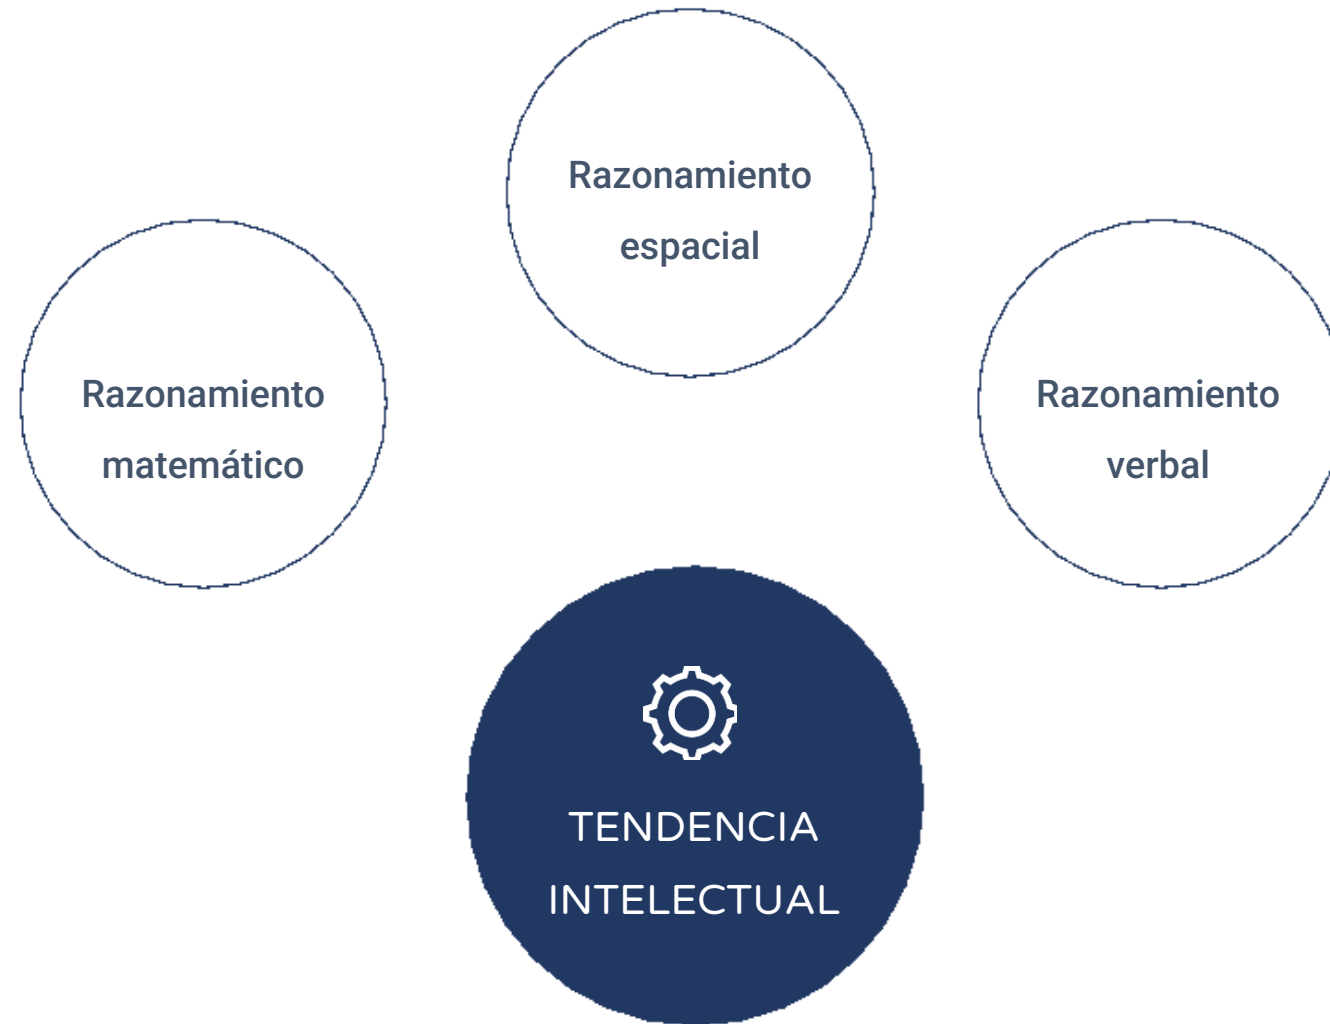 Razonamiento
espacial
Razonamiento
matemático
Razonamiento
verbal
TENDENCIA
INTELECTUAL